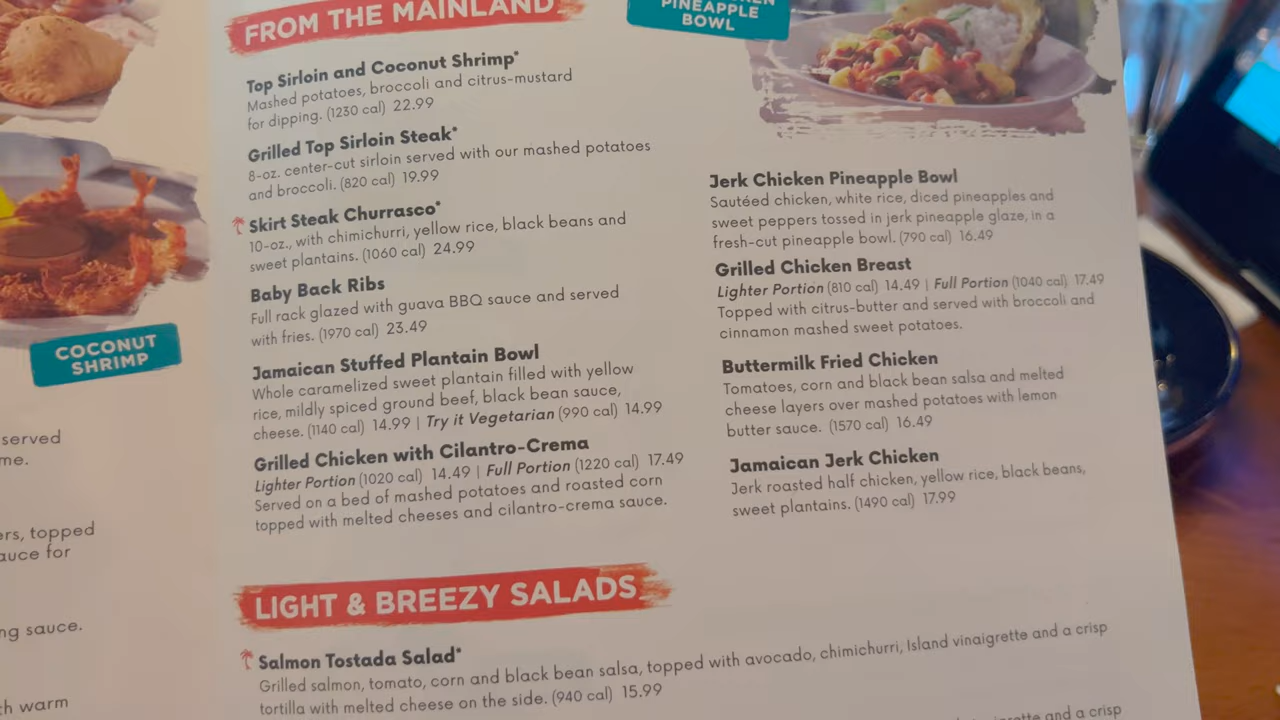 FROM THE MAINLAND
Top Sirloin and Coconut Shrimp*
Mashed potatoes, broccoli and citrus-mustard
for dipping. (1230 cal) 22.99
Grilled Top Sirloin Steak*
8-oz. center-cut sirloin served with our mashed potatoes
and broccoli. (820 cal) 19.99
Skirt Steak Churrasco*
10-oz., with chimichurri, yellow rice, black beans and
sweet plantains. (1060 cal) 24.99
Baby Back Ribs
Full rack glazed with guava BBQ sauce and served
with fries. (1970 cal) 23.49
Jamaican Stuffed Plantain Bowl
Whole caramelized sweet plantain filled with yellow
rice, mildly spiced ground beef, black bean sauce,
cheese. (1140 cal) 14.99 | Try it Vegetarian (990 cal) 14.99
Grilled Chicken with Cilantro-Crema
Lighter Portion (1020 cal) 14.49 | Full Portion (1220 cal) 17.49
Served on a bed of mashed potatoes and roasted corn
topped with melted cheeses and cilantro-crema sauce.
PINEAPPLE
BOWL
Jerk Chicken Pineapple Bowl
Sautéed chicken, white rice, diced pineapples and
sweet peppers tossed in jerk pineapple glaze, in a
fresh-cut pineapple bowl. (790 cal) 16.49
Grilled Chicken Breast
Lighter Portion (810 cal) 14.49 | Full Portion (1040 cal) 17.49
Topped with citrus-butter and served with broccoli and
cinnamon mashed sweet potatoes.
Buttermilk Fried Chicken
Tomatoes, corn and black bean salsa and melted
cheese layers over mashed potatoes with lemon
butter sauce. (1570 cal) 16.49
Jamaican Jerk Chicken
Jerk roasted half chicken, yellow rice, black beans,
sweet plantains. (1490 cal) 17.99
LIGHT & BREEZY SALADS
Salmon Tostada Salad*
Grilled salmon, tomato, corn and black bean salsa, topped with avocado, chimichurri, Island vinaigrette and a crisp
tortilla with melted cheese on the side. (940 cal) 15.99
and a crisp
COCONUT
SHRIMP
served
me.
ers, topped
auce for
ng sauce.
th warm